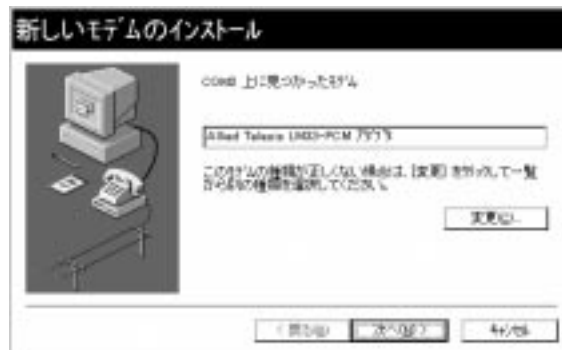 新しいモデムのインストール
COM3 上に見つかったモデム
Allied Telesis LM33-PCM アダプタ
このモデムの種類が正しくない場合は、[変更] をクリックして一覧
から別の種類を選択してください。
変更(C)...
< 戻る(B)
次へ(N) >
キャンセル